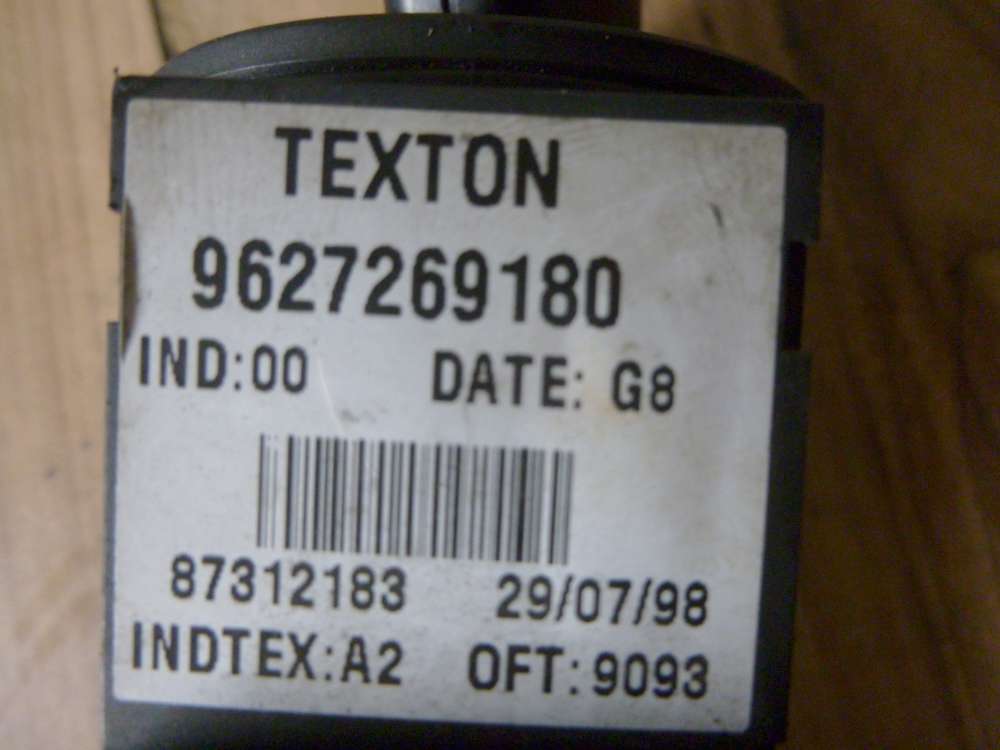 TEXTON
9627269180
IND:00 DATE: G8
87312183 29/07/98
INDTEX:A2 OFT:9093